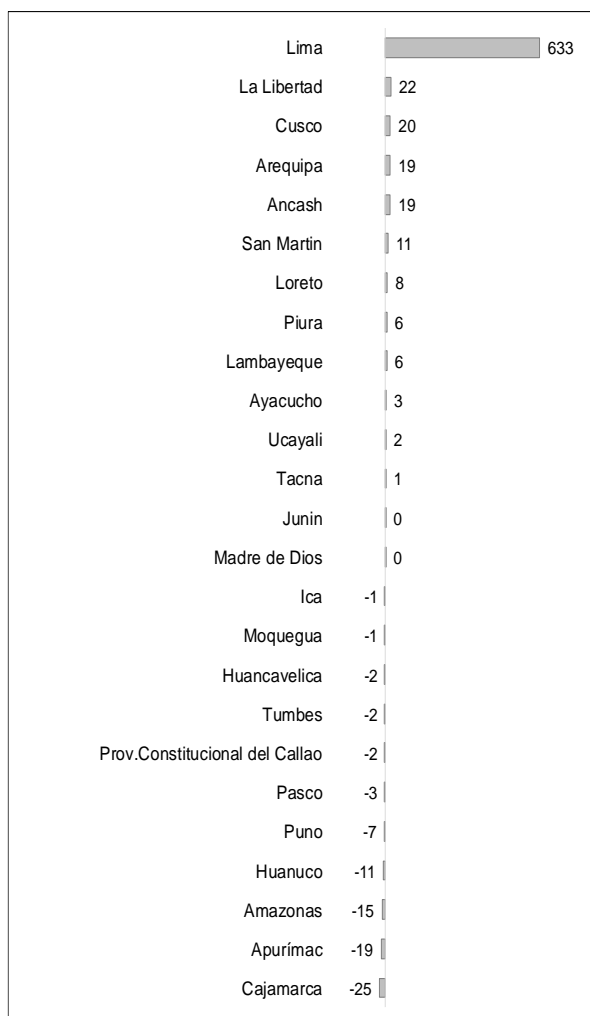 Lima 633
La Libertad 22
Cusco 20
Arequipa 19
Ancash 19
San Martin 11
Loreto 8
Piura 6
Lambayeque 6
Ayacucho 3
Ucayali 2
Tacna 1
Junin 0
Madre de Dios 0
Ica -1
Moquegua -1
Huancavelica -2
Tumbes -2
Prov.Constitucional del Callao -2
Pasco -3
Puno -7
Huanuco -11
Amazonas -15
Apurímac -19
Cajamarca -25